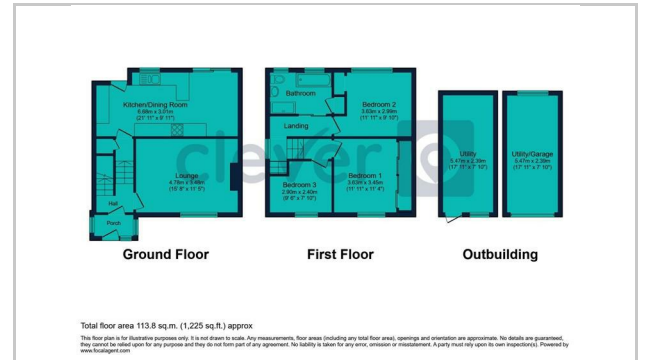 Kitchen/Dining Room
6.68m x 3.01m
(21' 11" x 9' 11")
Lounge
4.78m x 3.48m
(15' 8" x 11' 5")
Hall
Porch
Ground Floor
Bathroom
Bedroom 2
3.63m x 2.99m
(11' 11" x 9' 10")
Landing
Bedroom 3
2.90m x 2.40m
(9' 6" x 7' 10")
Bedroom 1
3.63m x 3.45m
(11' 11" x 11' 4")
First Floor
Utility
5.47m x 2.39m
(17' 11" x 7' 10")
Utility/Garage
5.47m x 2.39m
(17' 11" x 7' 10")
Outbuilding
clever
Total floor area 113.8 sq.m. (1,225 sq.ft.) approx
This floor plan is for illustrative purposes only. It is not drawn to scale. Any measurements, floor areas (including any total floor area), openings and orientation are approximate. No details are guaranteed,
they cannot be relied upon for any purpose and they do not form part of any agreement. No liability is taken for any error, omission or misstatement. A party must rely upon its own inspection(s). Powered by
www.focalagent.com